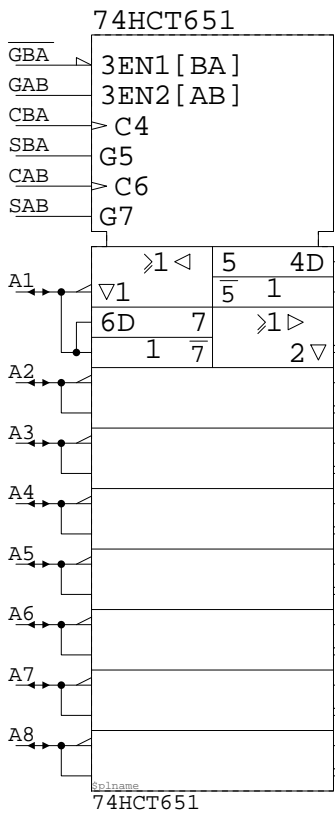 74HCT651
GBA
3EN1[BA]
GAB
3EN2[AB]
CBA
C4
SBA
G5
CAB
C6
SAB
G7
≥1 5 4D
A1 ▽1 5 1
6D 7 ≥1
1 7 2▽
A2
A3
A4
A5
A6
A7
A8
$plname
74HCT651